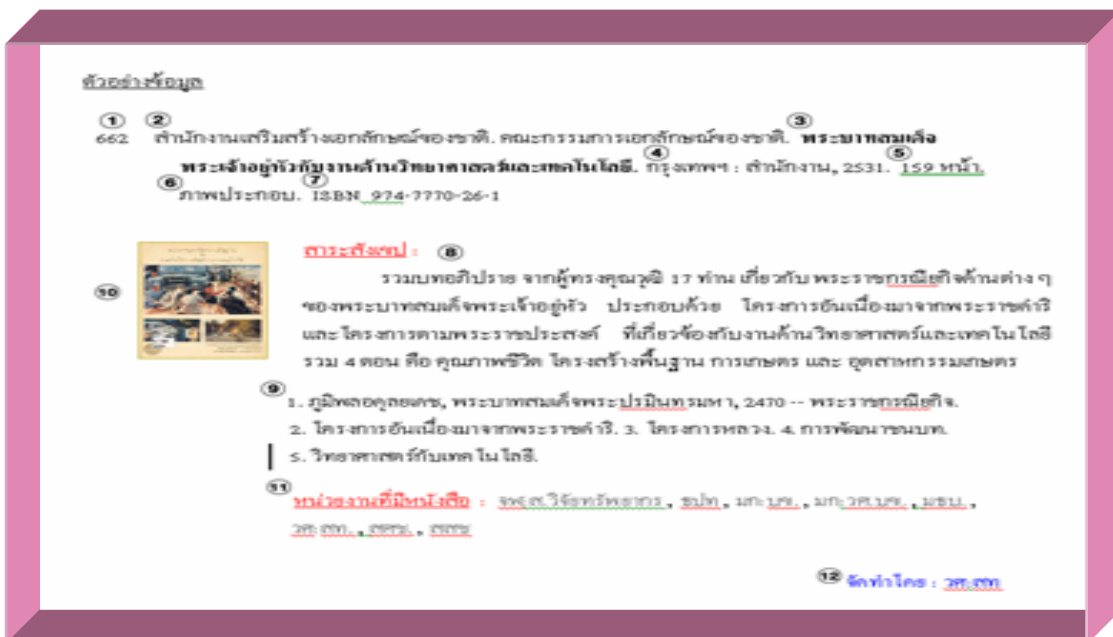 ตัวอย่างข้อมูล
1 2 3
662 สำนักงานเสริมสร้างเอกลักษณ์ของชาติ. คณะกรรมการเอกลักษณ์ของชาติ. พระบาทสมเด็จ
4 5
พระเจ้าอยู่หัวกับงานด้านวิทยาศาสตร์และเทคโนโลยี. กรุงเทพฯ : สำนักงาน, 2531. 159 หน้า.
6 7
ภาพประกอบ. ISBN 974-7770-26-1
สาระสังเขป : 8
10
รวมบทอภิปราย จากผู้ทรงคุณวุฒิ 17 ท่าน เกี่ยวกับ พระราชกรณียกิจด้านต่าง ๆ
ของพระบาทสมเด็จพระเจ้าอยู่หัว ประกอบด้วย โครงการอันเนื่องมาจากพระราชดำริ
และโครงการตามพระราชประสงค์ ที่เกี่ยวข้องกับงานด้านวิทยาศาสตร์และเทคโนโลยี
รวม 4 ตอน คือ คุณภาพชีวิต โครงสร้างพื้นฐาน การเกษตร และ อุตสาหกรรมเกษตร
9
1. ภูมิพลอดุลยเดช, พระบาทสมเด็จพระปรมินทรมหา, 2470 -- พระราชกรณียกิจ.
2. โครงการอันเนื่องมาจากพระราชดำริ. 3. โครงการหลวง. 4. การพัฒนาชนบท.
5. วิทยาศาสตร์กับเทคโนโลยี.
11
หน่วยงานที่มีหนังสือ :
12 จัดทำโดย : วศ:สท